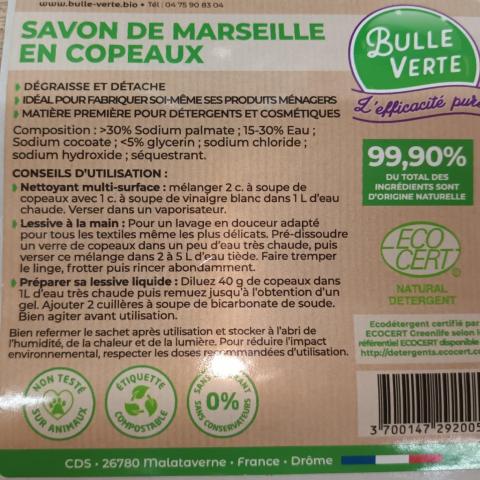 www.bulle-verte.bio • Tél : 04 75 90 83 04
SAVON DE MARSEILLE
EN COPEAUX
BULLE
VERTE
L'efficacité pure
DÉGRAISSE ET DÉTACHE
IDÉAL POUR FABRIQUER SOI-MÊME SES PRODUITS MÉNAGERS
MATIÈRE PREMIÈRE POUR DÉTERGENTS ET COSMÉTIQUES
Composition : >30% Sodium palmate ; 15-30% Eau ;
Sodium cocoate ; <5% glycerin ; sodium chloride ;
sodium hydroxide ; séquestrant.
99,90%
DU TOTAL DES
INGRÉDIENTS SONT
D'ORIGINE NATURELLE
CONSEILS D'UTILISATION :
Nettoyant multi-surface : mélanger 2 c. à soupe
de copeaux avec 1 c. à soupe de vinaigre blanc dans 1 L d'eau
chaude. Verser dans un vaporisateur.
Lessive à la main : Pour un lavage en douceur adapté
pour tous les textiles même les plus délicats. Pré-dissoudre
un verre de copeaux dans un peu d'eau très chaude, puis
verser ce mélange dans 2 à 5 L d'eau tiède. Faire tremper
le linge, frotter puis rincer abondamment.
Préparer sa lessive liquide : Diluez 40 g de copeaux dans
1L d'eau très chaude puis remuez jusqu'à l'obtention d'un
gel. Ajouter 2 cuillères à soupe de bicarbonate de soude.
Bien agiter avant utilisation.
ECO
CERT
NATURAL
DETERGENT
Bien refermer le sachet après utilisation et stocker à l'abri de
l'humidité, de la chaleur et de la lumière. Pour réduire l'impact
environnemental, respecter les doses recommandées d'utilisation.
Ecodétergent certifié par
ECOCERT Greenlife selon
référentiel ECOCERT disponible
http://detergents.ecocert.co
NON TESTÉ
SUR ANIMAUX
ÉTIQUETTE
COMPOSTABLE
0%
SANS CONSERVATEURS
3 700147 292005
CDS • 26780 Malataverne • France • Drôme